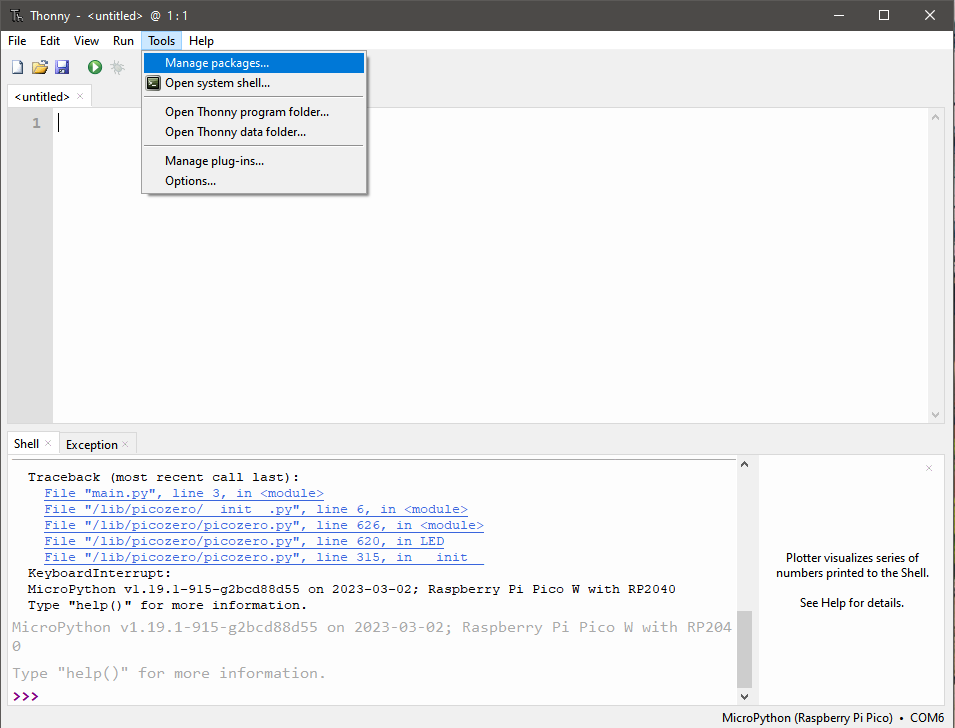 Thonny - <untitled> @ 1:1
File Edit View Run Tools Help
Manage packages...
Open system shell...
<untitled>
Open Thonny program folder...
1
Open Thonny data folder...
Manage plug-ins...
Options...
Shell Exception
Traceback (most recent call last):
File "main.py", line 3, in <module>
File "/lib/picozero/__init__.py", line 6, in <module>
File "/lib/picozero/picozero.py", line 626, in <module>
File "/lib/picozero/picozero.py", line 620, in LED
File "/lib/picozero/picozero.py", line 315, in __init__
KeyboardInterrupt:
MicroPython v1.19.1-915-g2bcd88d55 on 2023-03-02; Raspberry Pi Pico W with RP2040
Type "help()" for more information.
MicroPython v1.19.1-915-g2bcd88d55 on 2023-03-02; Raspberry Pi Pico W with RP204
0
Type "help()" for more information.
>>>
Plotter visualizes series of
numbers printed to the Shell.
See Help for details.
MicroPython (Raspberry Pi Pico) • COM6